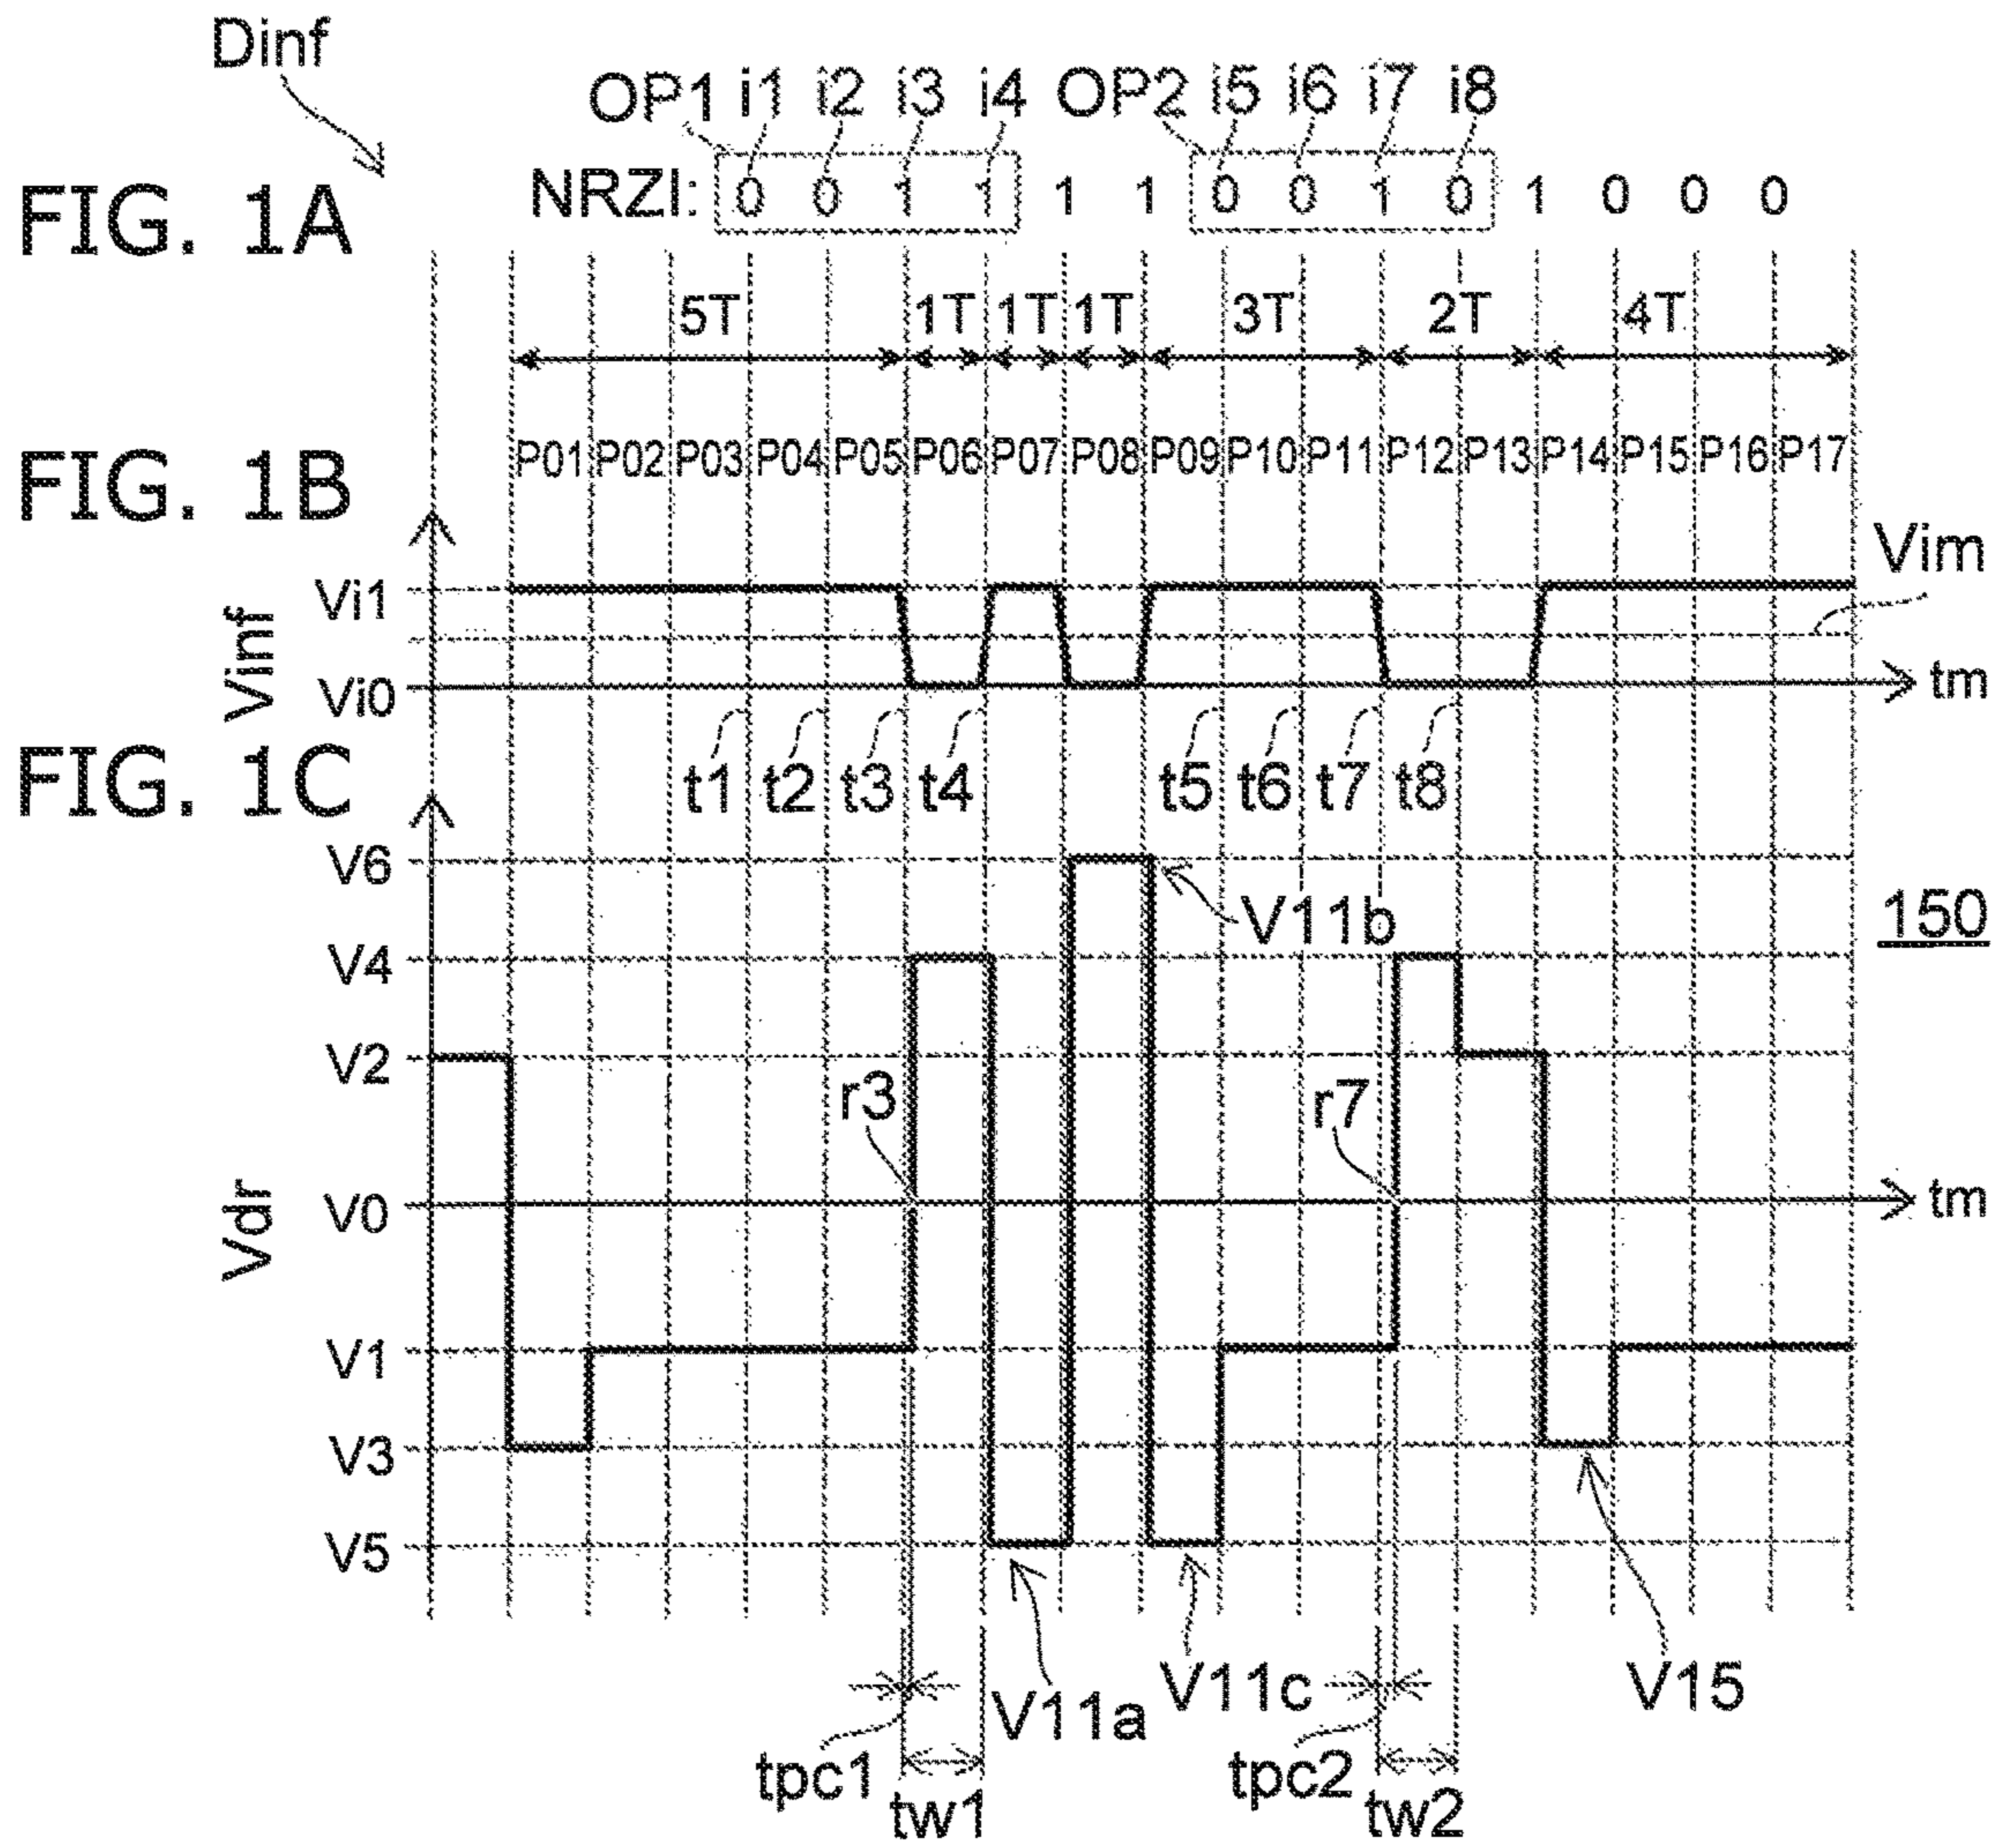 Dinf
OP1 i1 i2 i3 i4 OP2 i5 i6 i7 i8
FIG. 1A
NRZI: 0 0 1 1 1 1 0 0 1 0 1 0 0 0
5T 1T 1T 1T 3T 2T 4T
FIG. 1B
P01 P02 P03 P04 P05 P06 P07 P08 P09 P10 P11 P12 P13 P14 P15 P16 P17
Vim
Vi1
Vinf
Vi0
tm
FIG. 1C
t1 t2 t3 t4 t5 t6 t7 t8
V6
V11b
150
V4
V2
r3 r7
V0
tm
Vdr
V1
V3
V5
V11a V11c V15
tpc1 tpc2
tw1 tw2